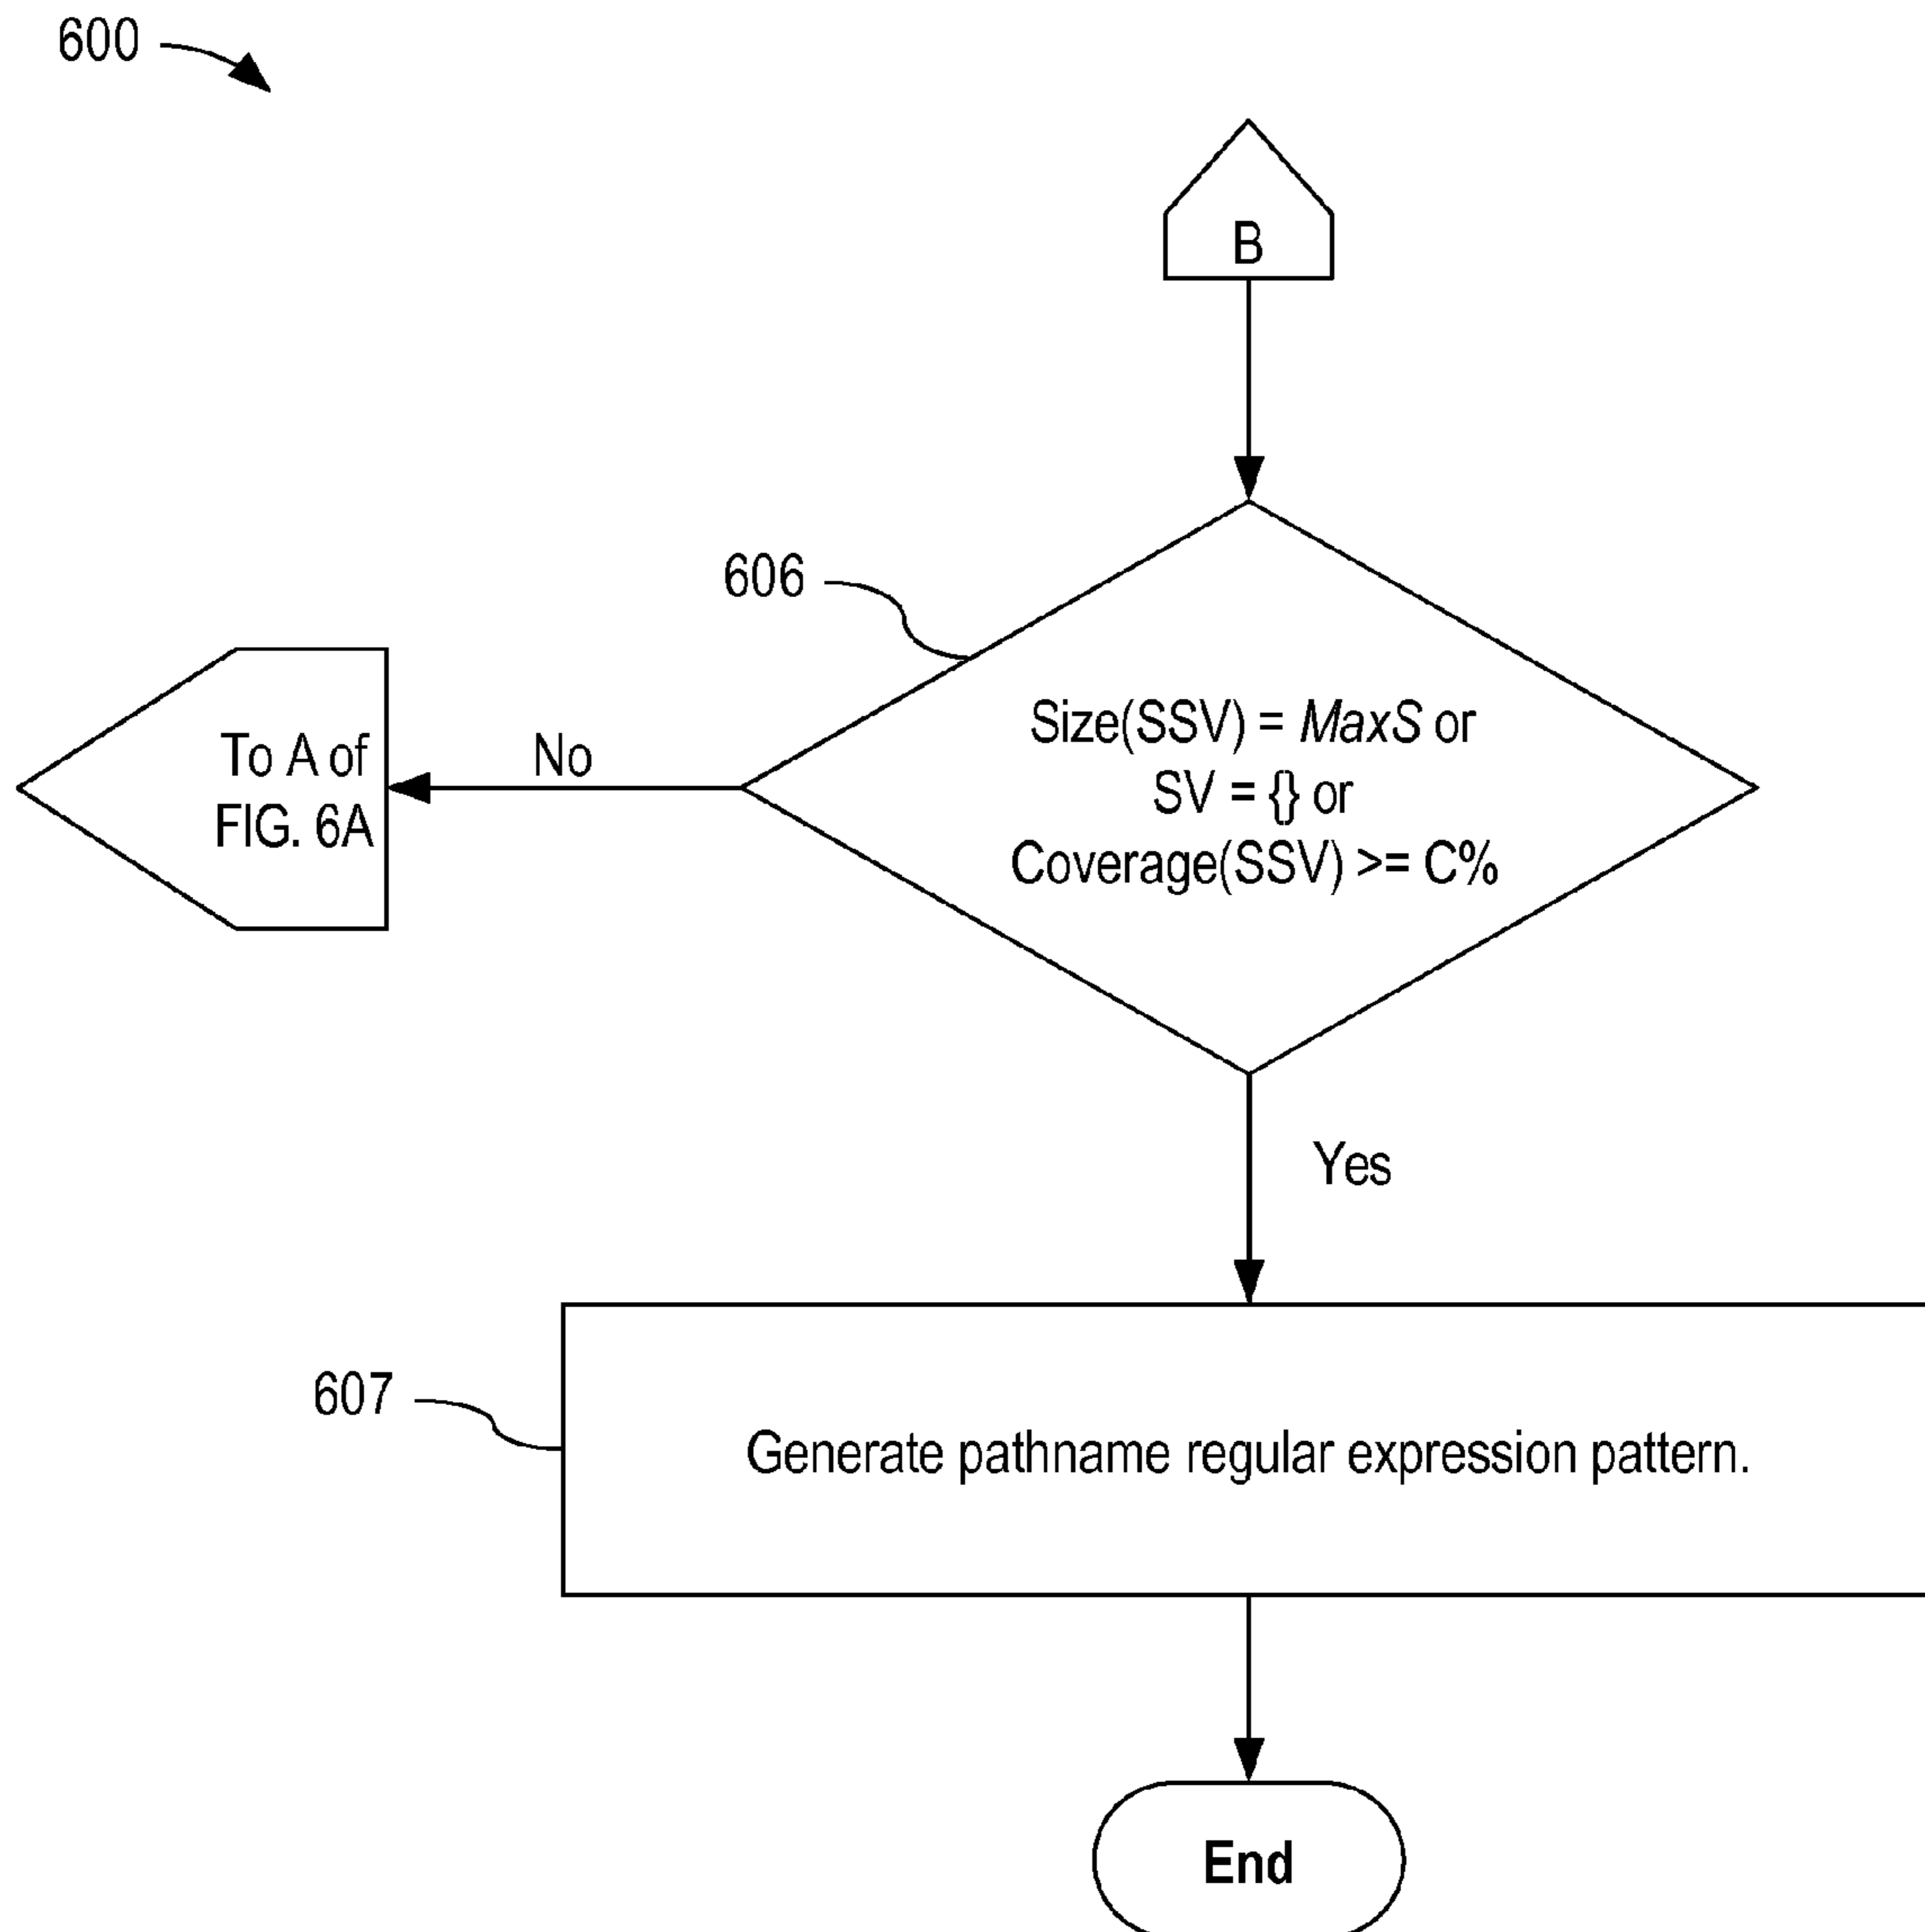 600
B
606
Size(SSV) = MaxS or
SV = {} or
Coverage(SSV) >= C%
No
To A of
FIG. 6A
Yes
607
Generate pathname regular expression pattern.
End